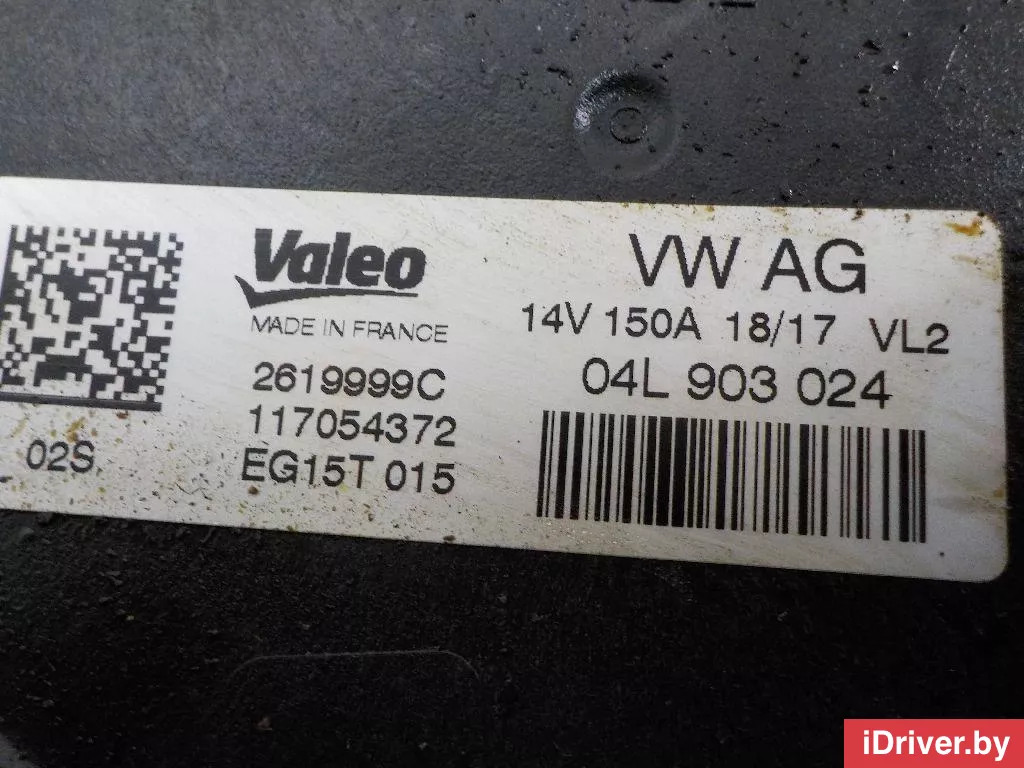 Valeo
MADE IN FRANCE
2619999C
117054372
EG15T 015
02S.
VW AG
14V 150A 18/17 VL2
04L 903 024
iDriver.by